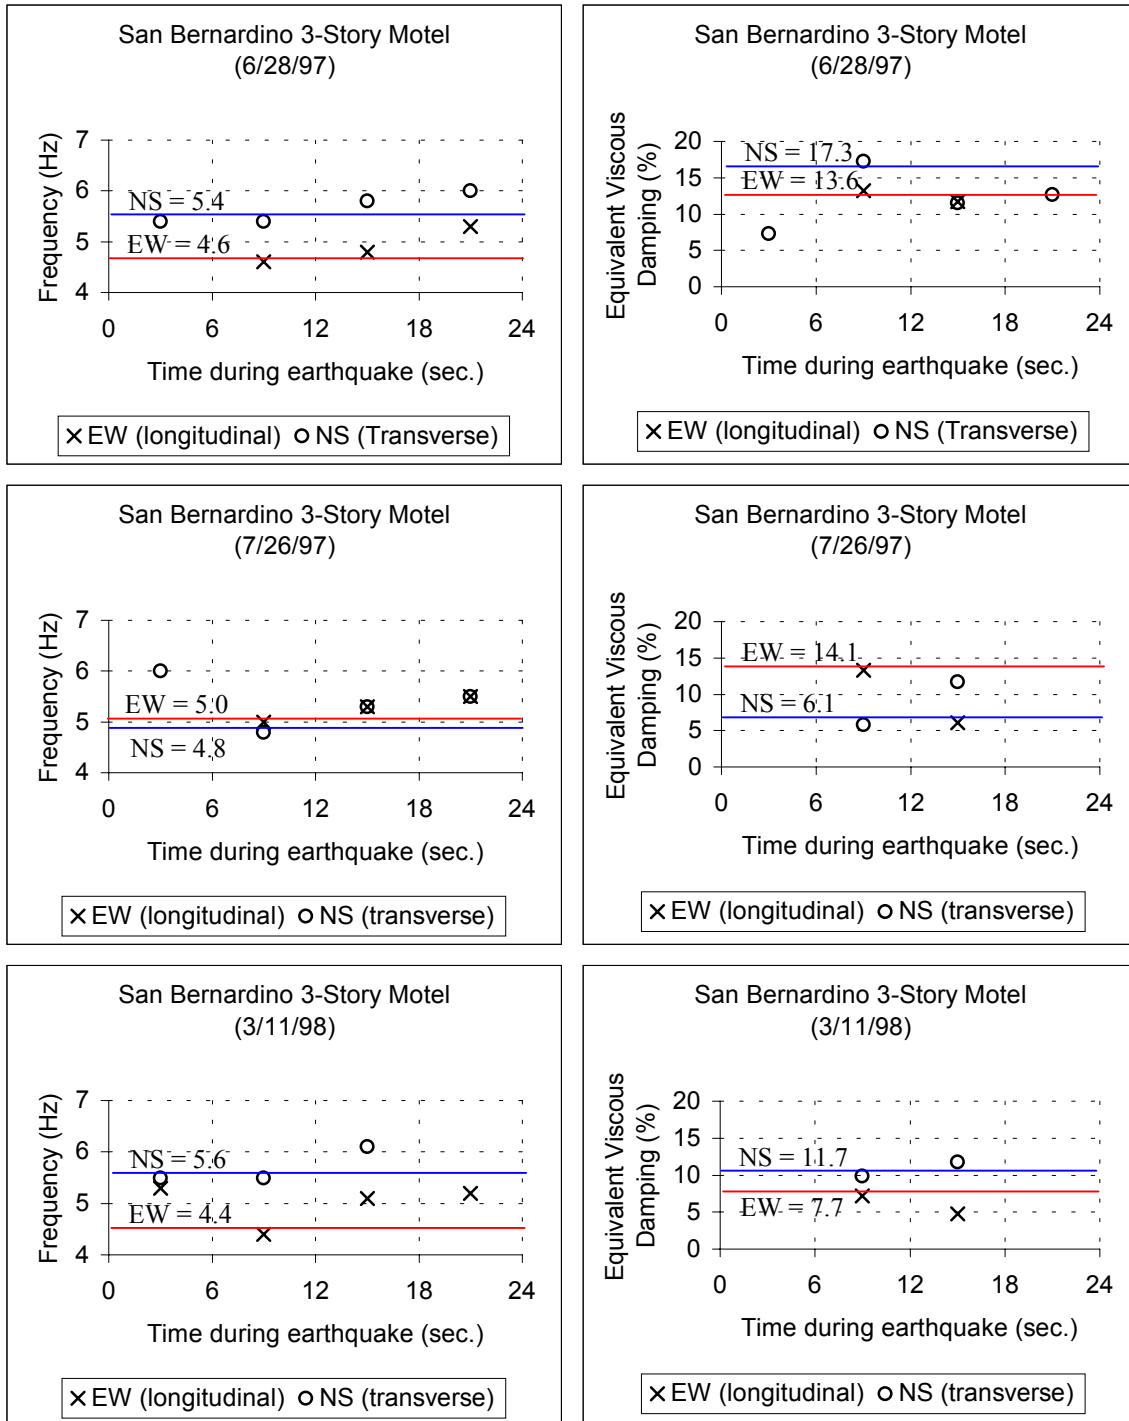 San Bernardino 3-Story Motel
(6/28/97)
Frequency (Hz)
7
6
5
4
NS = 5.4
EW = 4.6
0 6 12 18 24
Time during earthquake (sec.)
EW (longitudinal) NS (Transverse)
San Bernardino 3-Story Motel
(6/28/97)
Equivalent Viscous
Damping (%)
20
15
10
5
0
NS = 17.3
EW = 13.6
0 6 12 18 24
Time during earthquake (sec.)
EW (longitudinal) NS (Transverse)
San Bernardino 3-Story Motel
(7/26/97)
Frequency (Hz)
7
6
5
4
EW = 5.0
NS = 4.8
0 6 12 18 24
Time during earthquake (sec.)
EW (longitudinal) NS (transverse)
San Bernardino 3-Story Motel
(7/26/97)
Equivalent Viscous
Damping (%)
20
15
10
5
0
EW = 14.1
NS = 6.1
0 6 12 18 24
Time during earthquake (sec.)
EW (longitudinal) NS (transverse)
San Bernardino 3-Story Motel
(3/11/98)
Frequency (Hz)
7
6
5
4
NS = 5.6
EW = 4.4
0 6 12 18 24
Time during earthquake (sec.)
EW (longitudinal) NS (transverse)
San Bernardino 3-Story Motel
(3/11/98)
Equivalent Viscous
Damping (%)
20
15
10
5
0
NS = 11.7
EW = 7.7
0 6 12 18 24
Time during earthquake (sec.)
EW (longitudinal) NS (transverse)